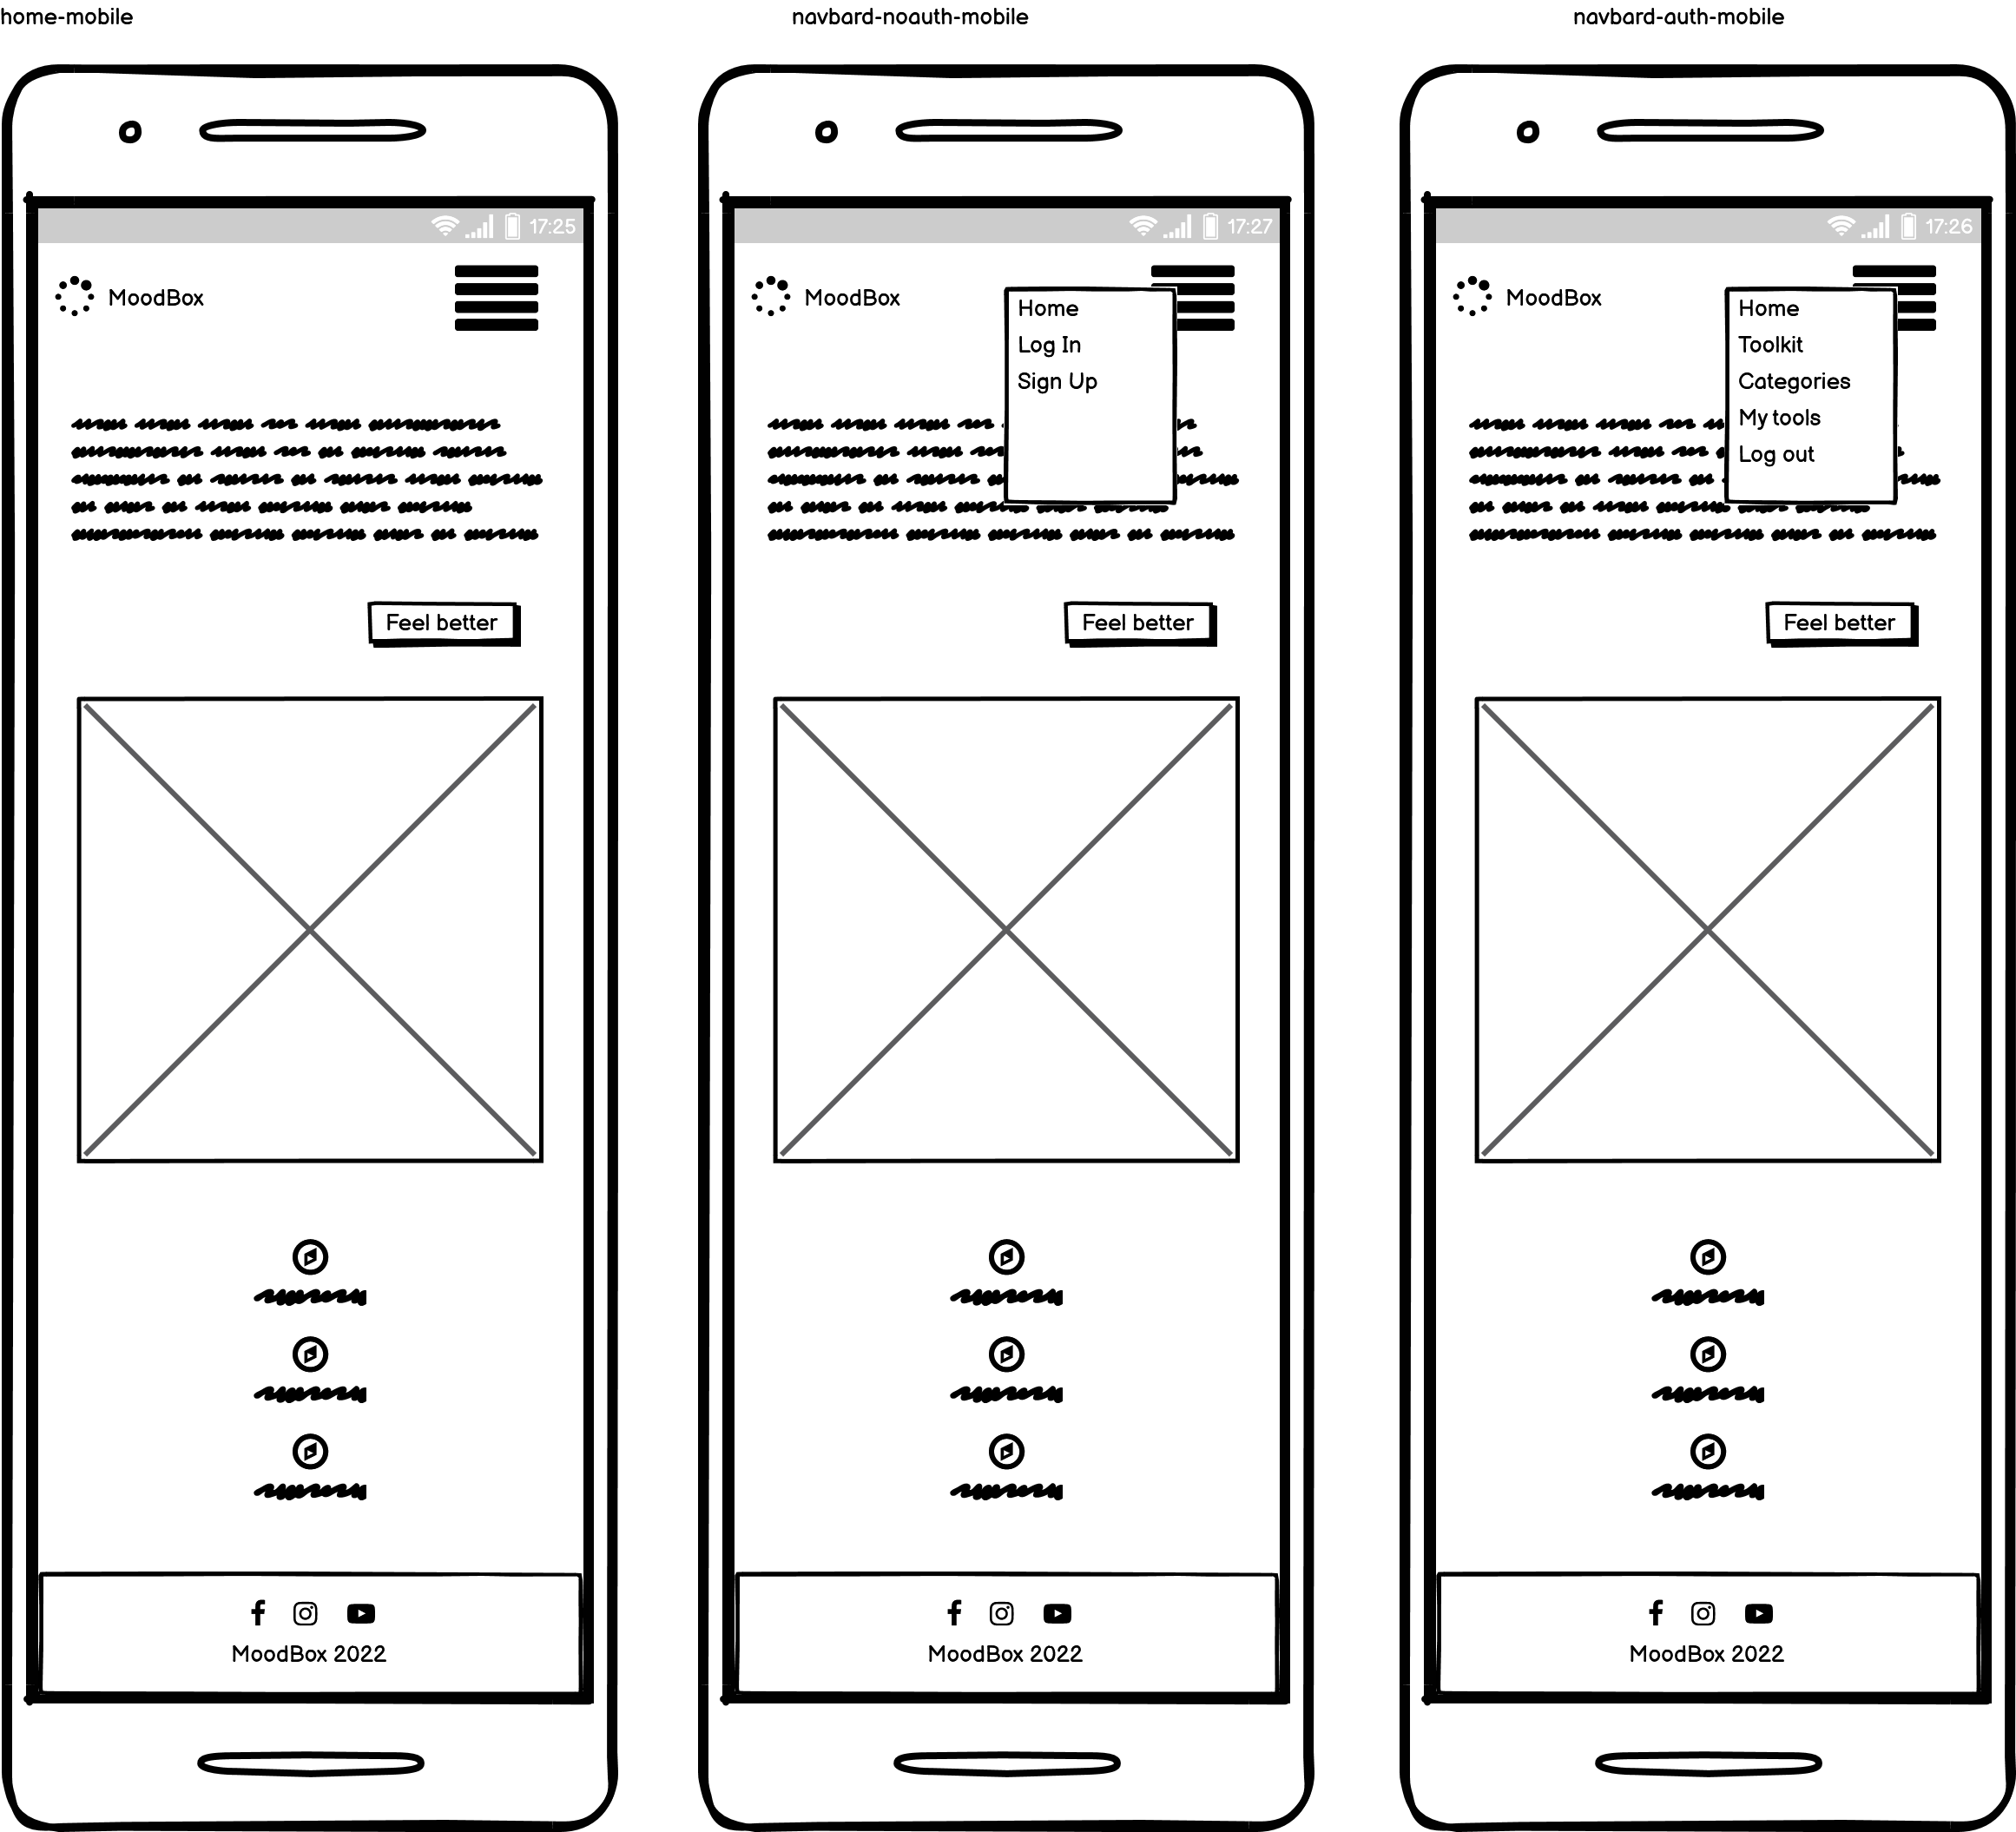 home-mobile
17:25
MoodBox
Feel better
MoodBox 2022
navbard-noauth-mobile
17:27
MoodBox
Home
Log In
Sign Up
Feel better
MoodBox 2022
navbard-auth-mobile
17:26
MoodBox
Home
Toolkit
Categories
My tools
Log out
Feel better
MoodBox 2022